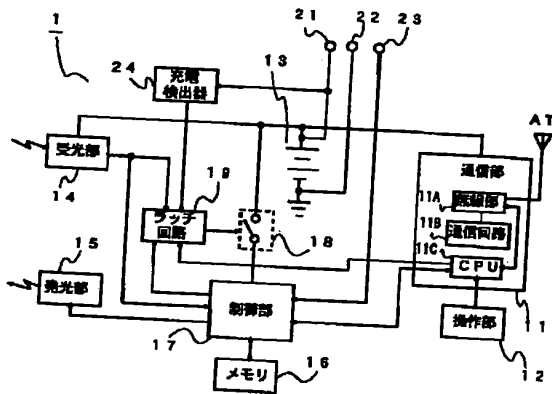 1
21
22
23
24
充電
検出器
13
AT
受光部
14
通信部
11A
無線部
19
ラッチ
回路
11B
通信回路
18
11C
CPU
15
発光部
制御部
17
操作部
11
12
メモリ
16